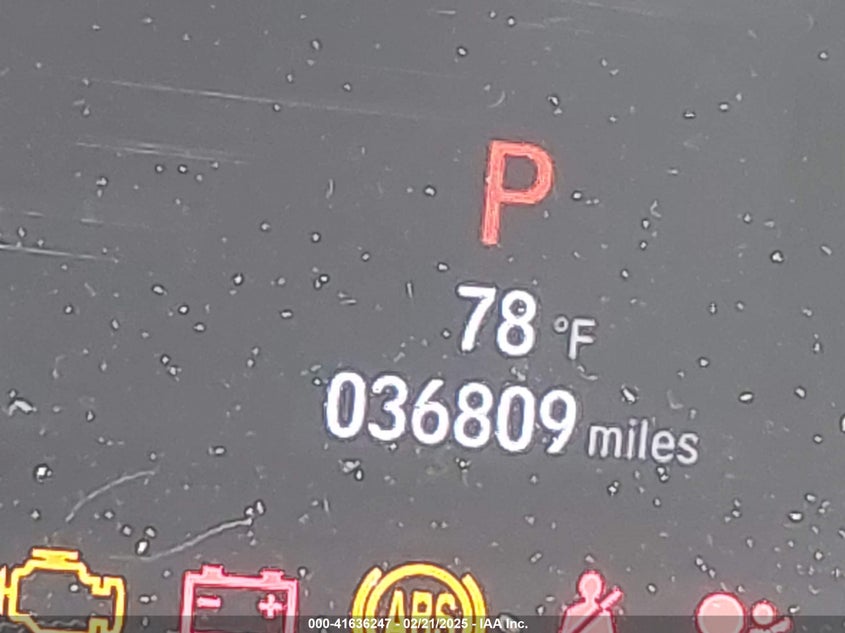 P
78 °F
036809 miles
ABS
000-41636247 - 02/21/2025 - IAA Inc.